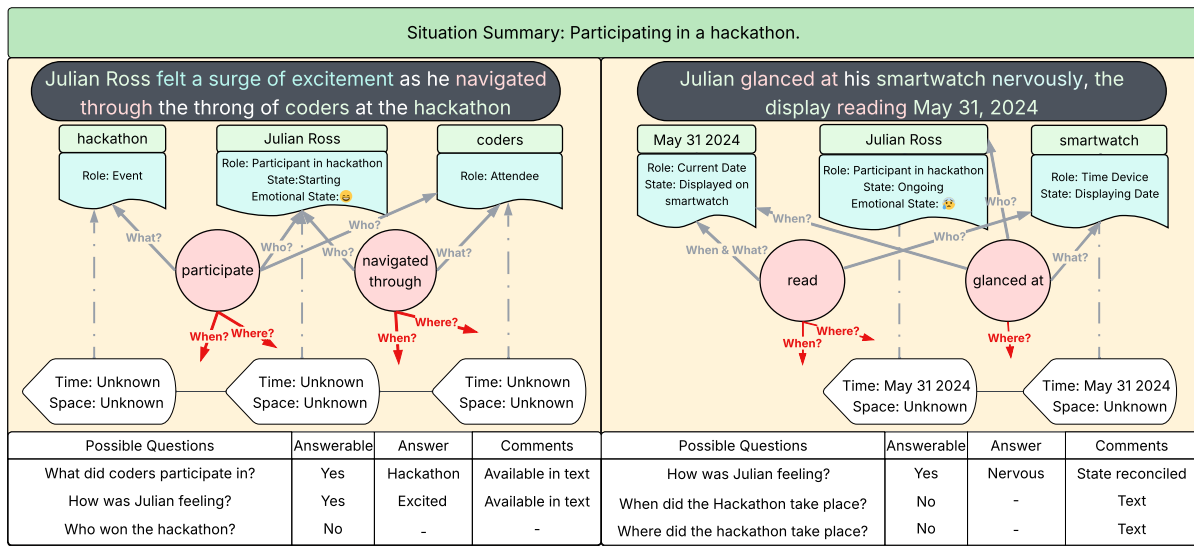 Situation Summary: Participating in a hackathon.
Julian Ross felt a surge of excitement as he navigated
through the throng of coders at the hackathon
hackathon
Role: Event
Julian Ross
Role: Participant in hackathon
State:Starting
Emotional State:😄
coders
Role: Attendee
What?
Who?
Who?
Who?
What?
participate
navigated
through
When?
Where?
When?
Where?
Time: Unknown
Space: Unknown
Time: Unknown
Space: Unknown
Time: Unknown
Space: Unknown
Possible Questions Answerable Answer Comments
What did coders participate in? Yes Hackathon Available in text
How was Julian feeling? Yes Excited Available in text
Who won the hackathon? No - -
Julian glanced at his smartwatch nervously, the
display reading May 31, 2024
May 31 2024
Role: Current Date
State: Displayed on
smartwatch
Julian Ross
Role: Participant in hackathon
State: Ongoing
Emotional State: 😰
smartwatch
Role: Time Device
State: Displaying Date
When?
Who?
Who?
When & What?
What?
read
glanced at
When?
Where?
Where?
Time: May 31 2024
Space: Unknown
Time: May 31 2024
Space: Unknown
Possible Questions Answerable Answer Comments
How was Julian feeling? Yes Nervous State reconciled
When did the Hackathon take place? No - Text
Where did the hackathon take place? No - Text